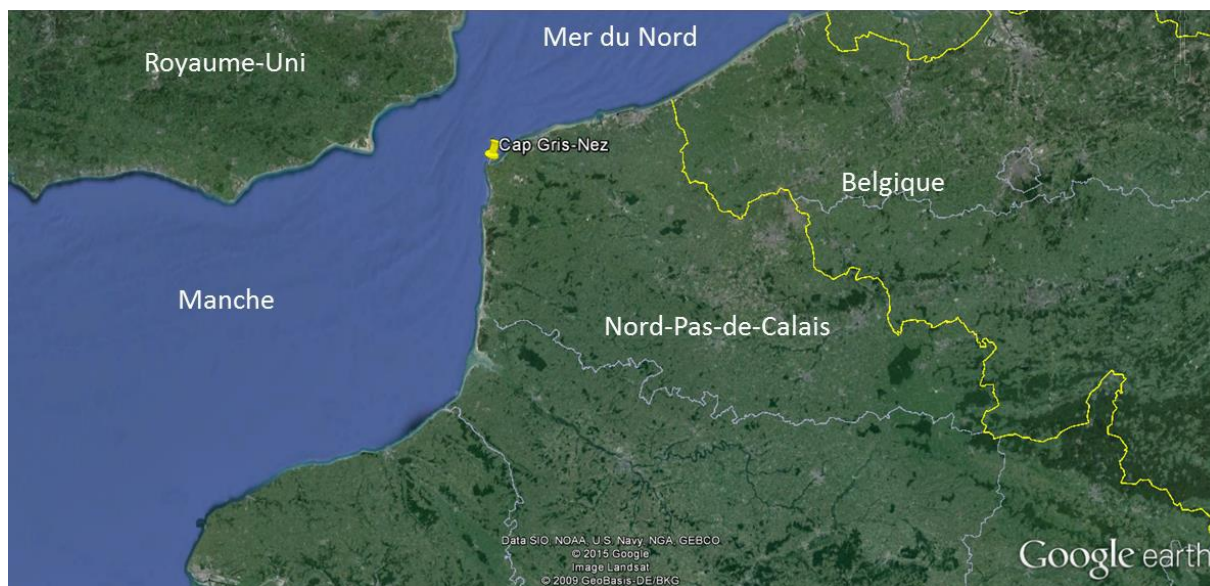 Mer du Nord
Royaume-Uni
Cap Gris-Nez
Belgique
Manche
Nord-Pas-de-Calais
Data SIO, NOAA, U.S. Navy, NGA, GEBCO
© 2015 Google
Image Landsat
© 2009 GeoBasis-DE/BKG
Google earth